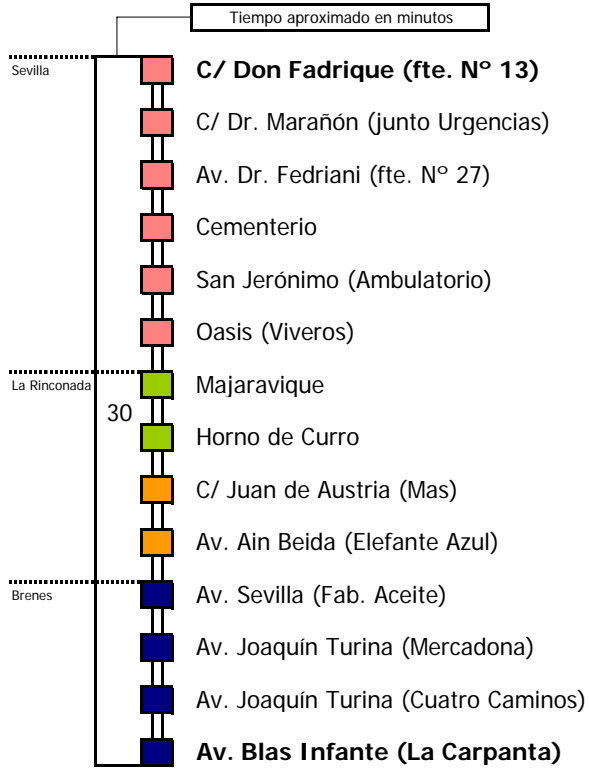 Tiempo aproximado en minutos
Sevilla
C/ Don Fadrique (fte. Nº 13)
C/ Dr. Marañón (junto Urgencias)
Av. Dr. Fedriani (fte. Nº 27)
Cementerio
San Jerónimo (Ambulatorio)
Oasis (Viveros)
La Rinconada
Majaravique
30
Horno de Curro
C/ Juan de Austria (Mas)
Av. Ain Beida (Elefante Azul)
Brenes
Av. Sevilla (Fab. Aceite)
Av. Joaquín Turina (Mercadona)
Av. Joaquín Turina (Cuatro Caminos)
Av. Blas Infante (La Carpanta)